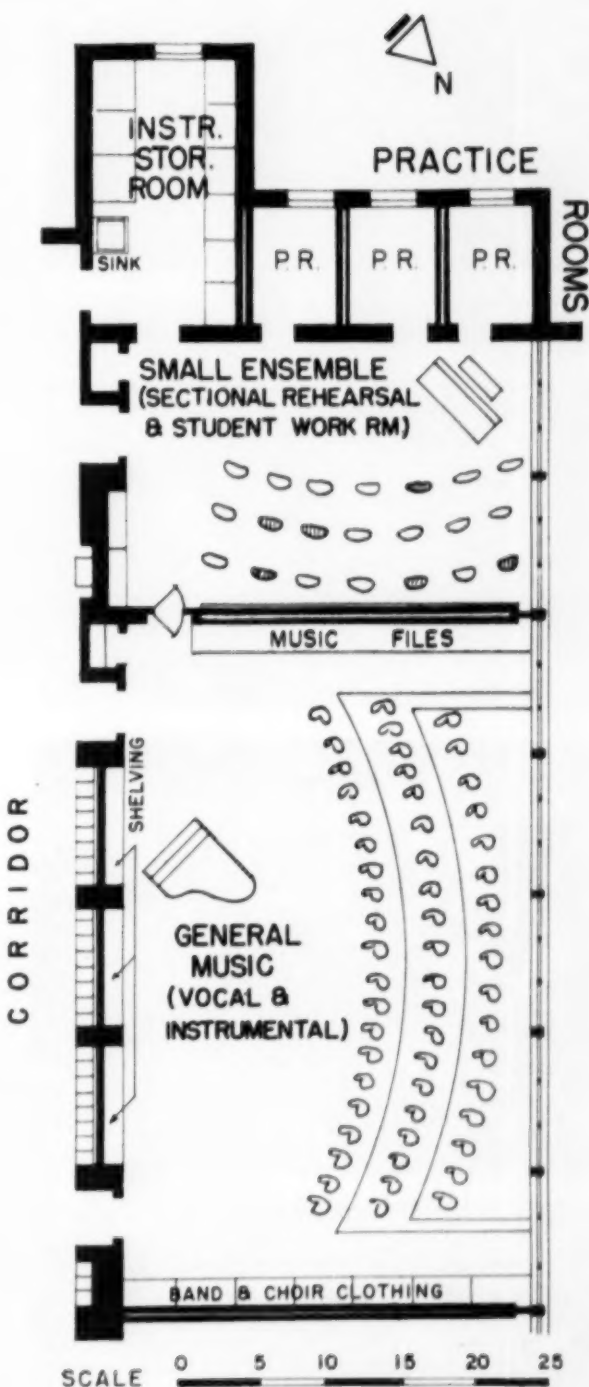 N
INSTR.
STOR.
ROOM
PRACTICE
ROOMS
SINK
P. R.
P. R.
P. R.
SMALL ENSEMBLE
(SECTIONAL REHEARSAL
& STUDENT WORK RM)
MUSIC FILES
CORRIDOR
SHELVING
GENERAL
MUSIC
(VOCAL &
INSTRUMENTAL)
BAND & CHOIR CLOTHING
SCALE 0 5 10 15 20 25